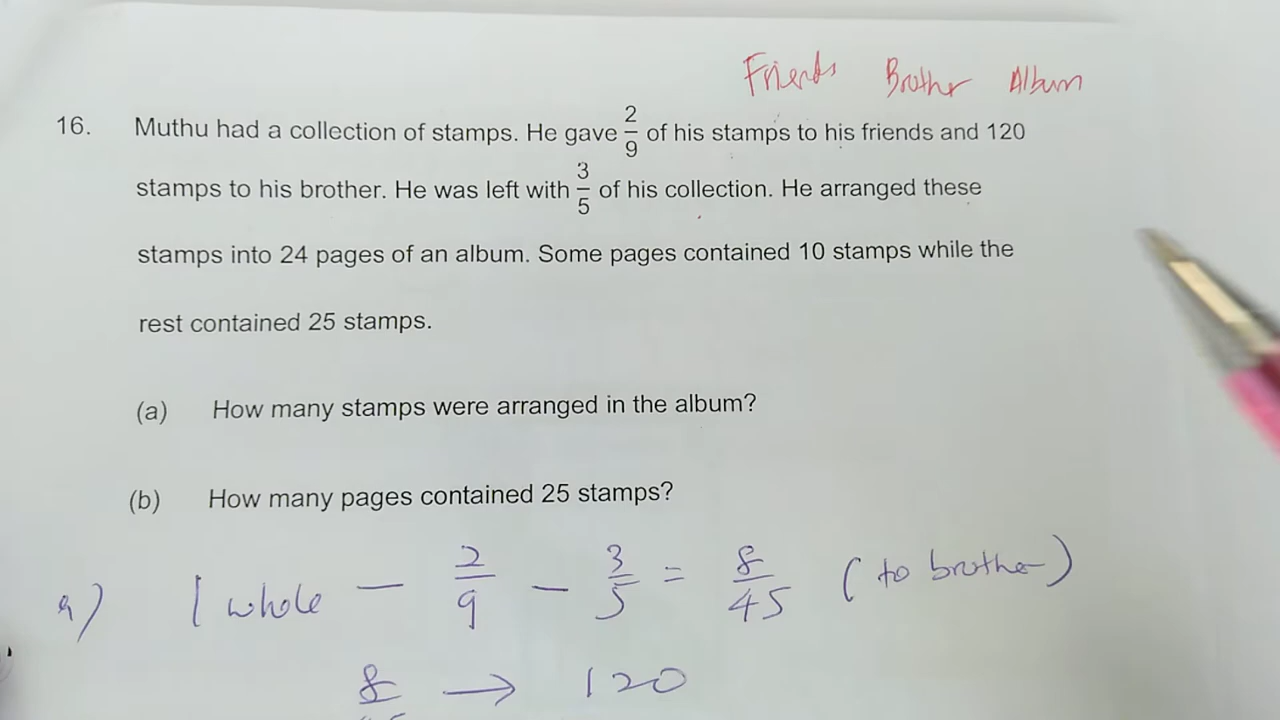 Friends Brother Album
16. Muthu had a collection of stamps. He gave 2/9 of his stamps to his friends and 120
stamps to his brother. He was left with 3/5 of his collection. He arranged these
stamps into 24 pages of an album. Some pages contained 10 stamps while the
rest contained 25 stamps.
(a) How many stamps were arranged in the album?
(b) How many pages contained 25 stamps?
a) 1 whole - 2/9 - 3/5 = 8/45 (to brother)
8 → 120